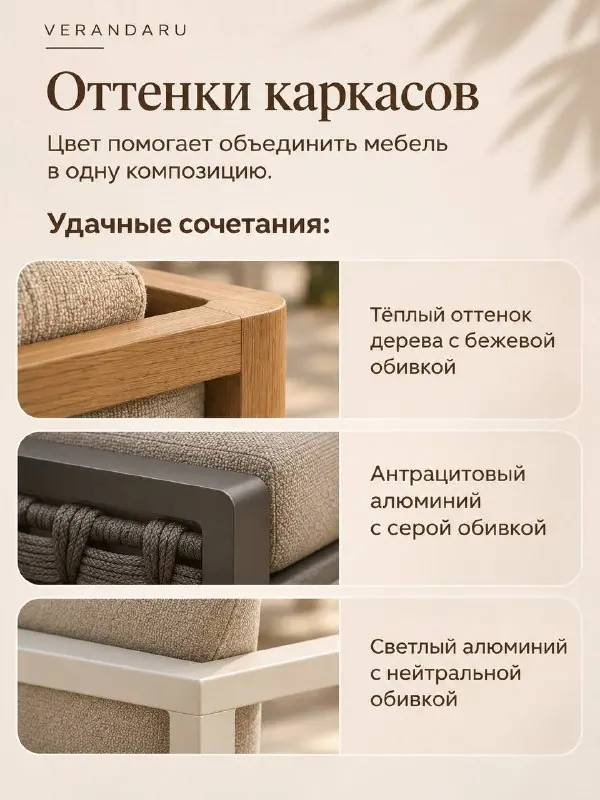 VERANDARU
Оттенки каркасов
Цвет помогает объединить мебель
в одну композицию.
Удачные сочетания:
Тёплый оттенок
дерева с бежевой
обивкой
Антрацитовый
алюминий
с серой обивкой
Светлый алюминий
с нейтральной
обивкой